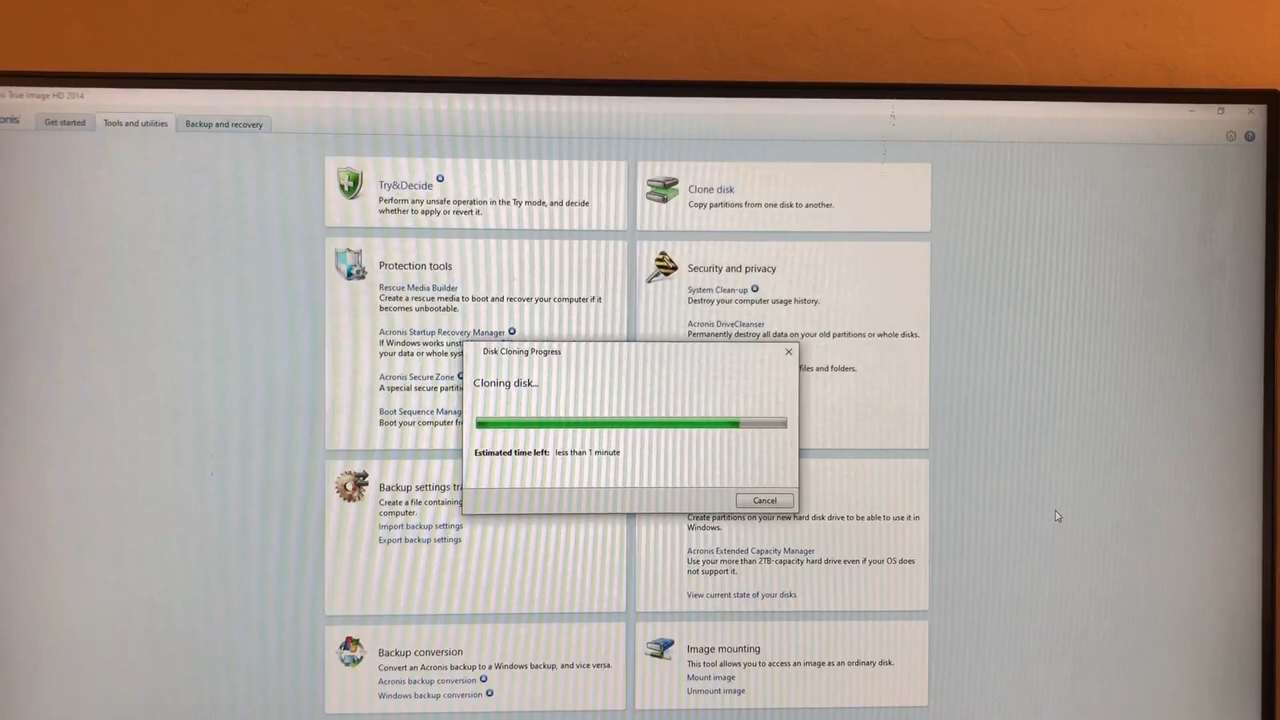 True Image HD 2014
Get started
Tools and utilities
Backup and recovery
Try&Decide
Perform any unsafe operation in the Try mode, and decide
whether to apply or revert it.
Clone disk
Copy partitions from one disk to another.
Protection tools
Rescue Media Builder
Create a rescue media to boot and recover your computer if it
becomes unbootable.
Acronis Startup Recovery Manager
If Windows works
your data or whole
Acronis Secure Zone
A special secure
Boot Sequence
Boot your computer
Security and privacy
System Clean-up
Destroy your computer usage history.
Acronis DriveCleanser
Permanently destroy all data on your old partitions or whole disks.
files and folders.
Disk Cloning Progress
Cloning disk...
Estimated time left: less than 1 minute
Cancel
Backup settings
Create a file containing
computer.
Import backup settings
Export backup settings
Create partitions on your new hard disk drive to be able to use it in
Windows.
Acronis Extended Capacity Manager
Use your more than 2TB-capacity hard drive even if your OS does
not support it.
View current state of your disks
Backup conversion
Convert an Acronis backup to a Windows backup, and vice versa.
Acronis backup conversion
Windows backup conversion
Image mounting
This tool allows you to access an image as an ordinary disk.
Mount image
Unmount image